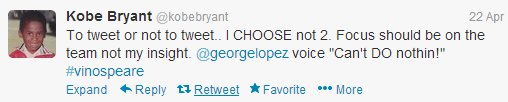 Kobe Bryant @kobebryant 22 Apr
To tweet or not to tweet.. I CHOOSE not 2. Focus should be on the
team not my insight. @georgelopez voice "Can't DO nothin!"
#vinospeare
Expand Reply Retweet Favorite More